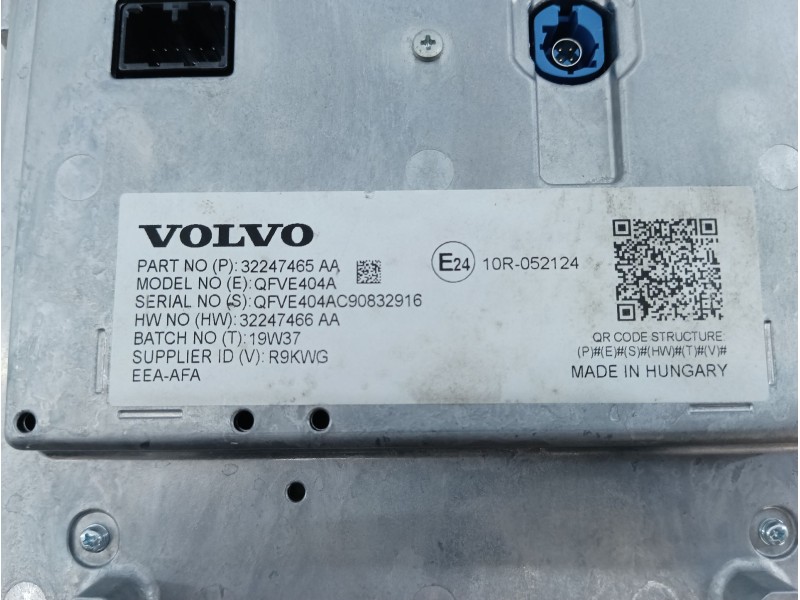 VOLVO
PART NO (P): 32247465 AA
MODEL NO (E): QFVE404A
SERIAL NO (S): QFVE404AC90832916
HW NO (HW): 32247466 AA
BATCH NO (T): 19W37
SUPPLIER ID (V): R9KWG
EEA-AFA
E24 10R-052124
QR CODE STRUCTURE:
(P)#(E)#(S)#(HW)#(T)#(V)#
MADE IN HUNGARY